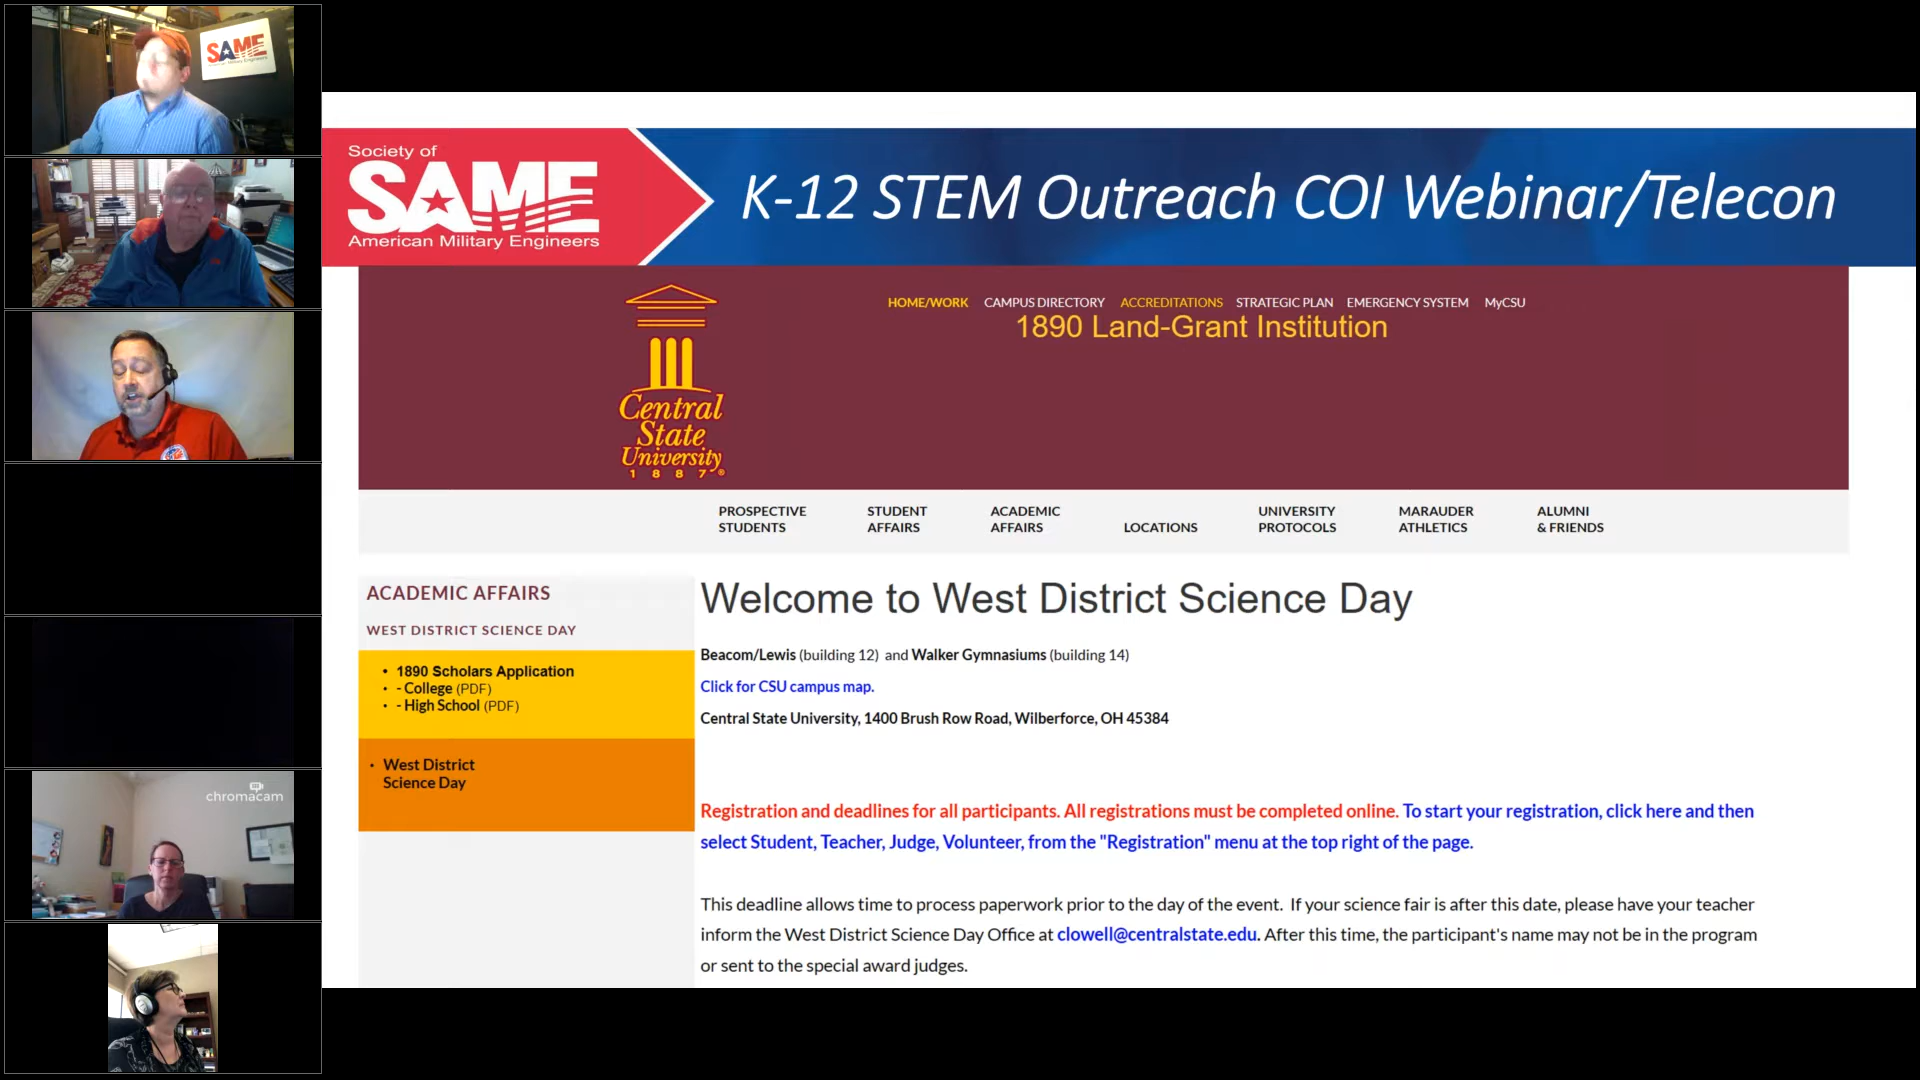 SAME
chromacam
Society of
SAME
American Military Engineers
K-12 STEM Outreach COI Webinar/Telecon
HOME/WORK CAMPUS DIRECTORY ACCREDITATIONS STRATEGIC PLAN EMERGENCY SYSTEM MyCSU
1890 Land-Grant Institution
Central
State
University
1887®
PROSPECTIVE
STUDENTS
STUDENT
AFFAIRS
ACADEMIC
AFFAIRS
LOCATIONS
UNIVERSITY
PROTOCOLS
MARAUDER
ATHLETICS
ALUMNI
& FRIENDS
ACADEMIC AFFAIRS
WEST DISTRICT SCIENCE DAY
• 1890 Scholars Application
• - College (PDF)
• - High School (PDF)
• West District
Science Day
Welcome to West District Science Day
Beacom/Lewis (building 12) and Walker Gymnasiums (building 14)
Click for CSU campus map.
Central State University, 1400 Brush Row Road, Wilberforce, OH 45384
Registration and deadlines for all participants. All registrations must be completed online. To start your registration, click here and then
select Student, Teacher, Judge, Volunteer, from the "Registration" menu at the top right of the page.
This deadline allows time to process paperwork prior to the day of the event. If your science fair is after this date, please have your teacher
inform the West District Science Day Office at clowell@centralstate.edu. After this time, the participant's name may not be in the program
or sent to the special award judges.